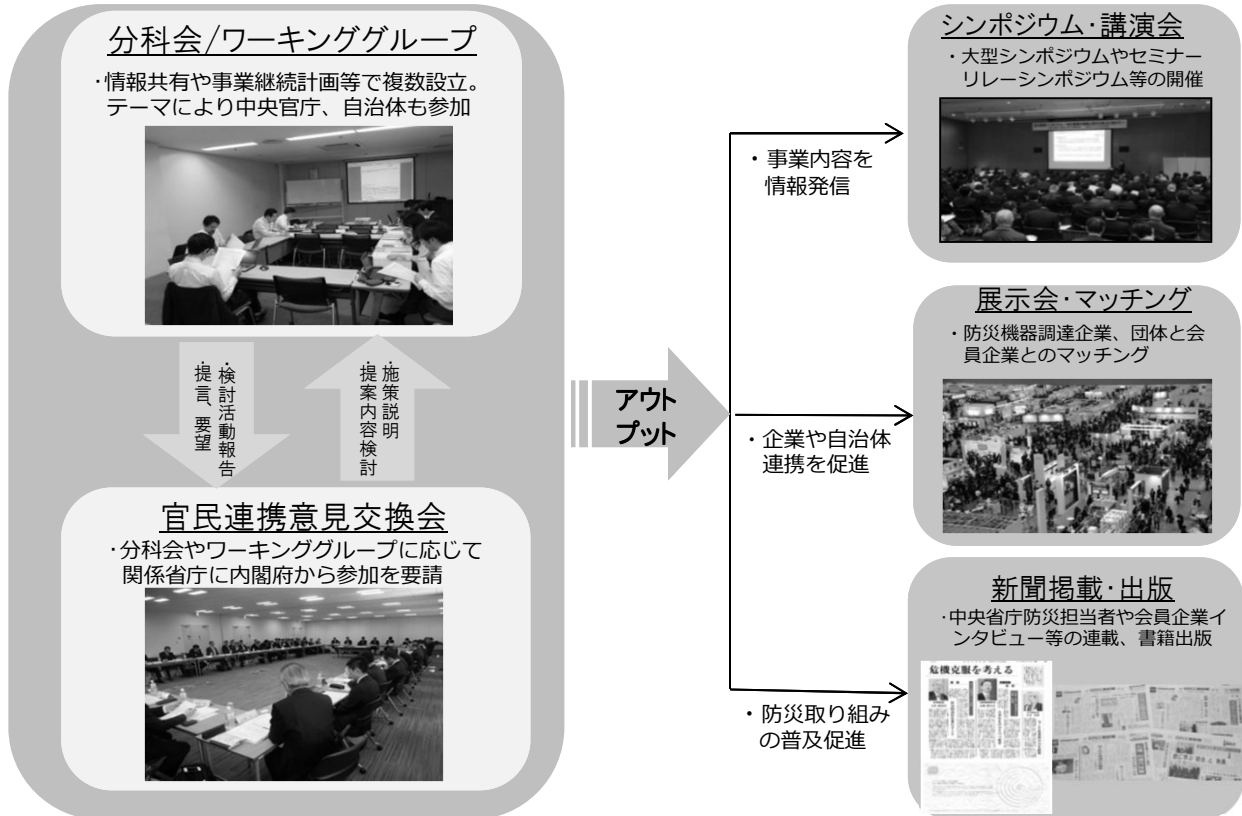 分科会/ワーキンググループ
・情報共有や事業継続計画等で複数設立。
テーマにより中央官庁、自治体も参加
・検討活動報告
・提言、要望
・施策説明
・提案内容検討
官民連携意見交換会
・分科会やワーキンググループに応じて
関係省庁に内閣府から参加を要請
アウト
プット
・事業内容を
情報発信
・企業や自治体
連携を促進
・防災取り組み
の普及促進
シンポジウム・講演会
・大型シンポジウムやセミナー
リレーシンポジウム等の開催
展示会・マッチング
・防災機器調達企業、団体と会
員企業とのマッチング
新聞掲載・出版
・中央省庁防災担当者や会員企業イ
ンタビュー等の連載、書籍出版
危機克服を考える